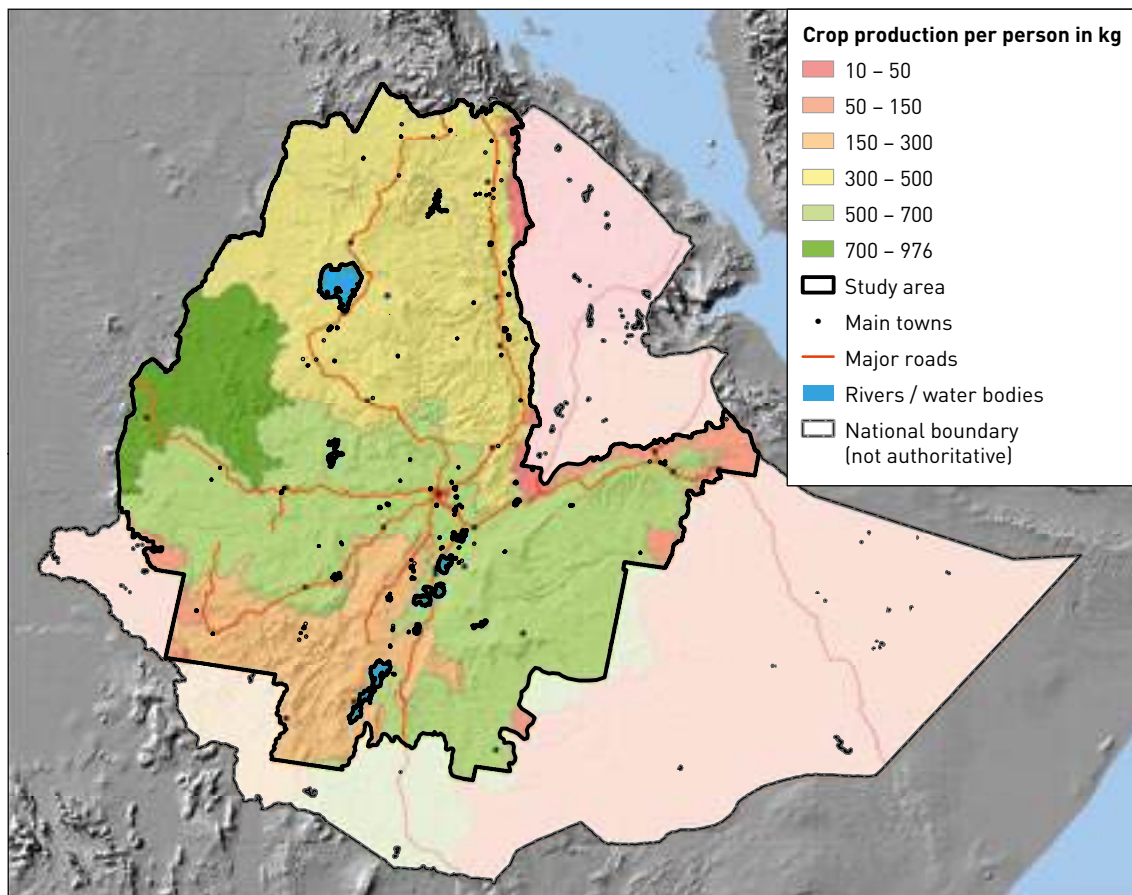 Crop production per person in kg
10 – 50
50 – 150
150 – 300
300 – 500
500 – 700
700 – 976
Study area
Main towns
Major roads
Rivers / water bodies
National boundary
(not authoritative)